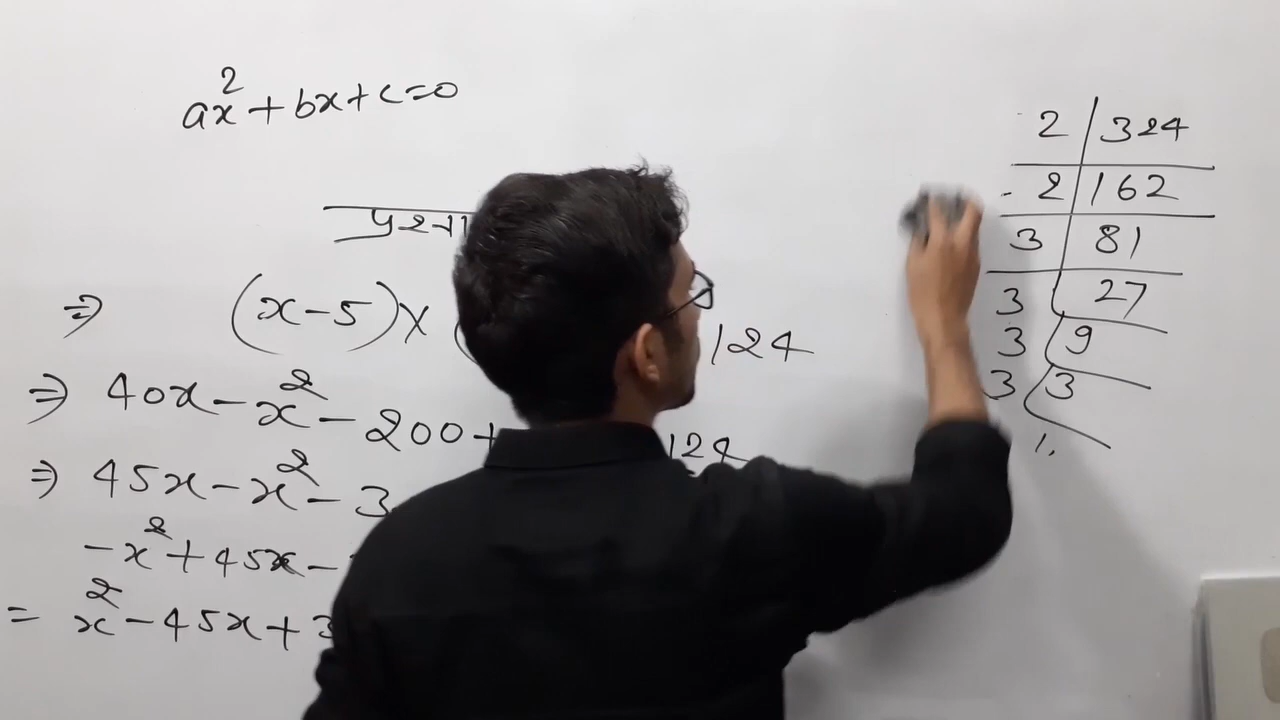 ax² + bx + c = 0
⇒ (x - 5) × ( 124
⇒ 40x - x² - 200 + 124
⇒ 45x - x² - 3
-x² + 45x -
= x² - 45x + 3
2 | 324
2 | 162
3 | 81
3 | 27
3 | 9
3 | 3
1.